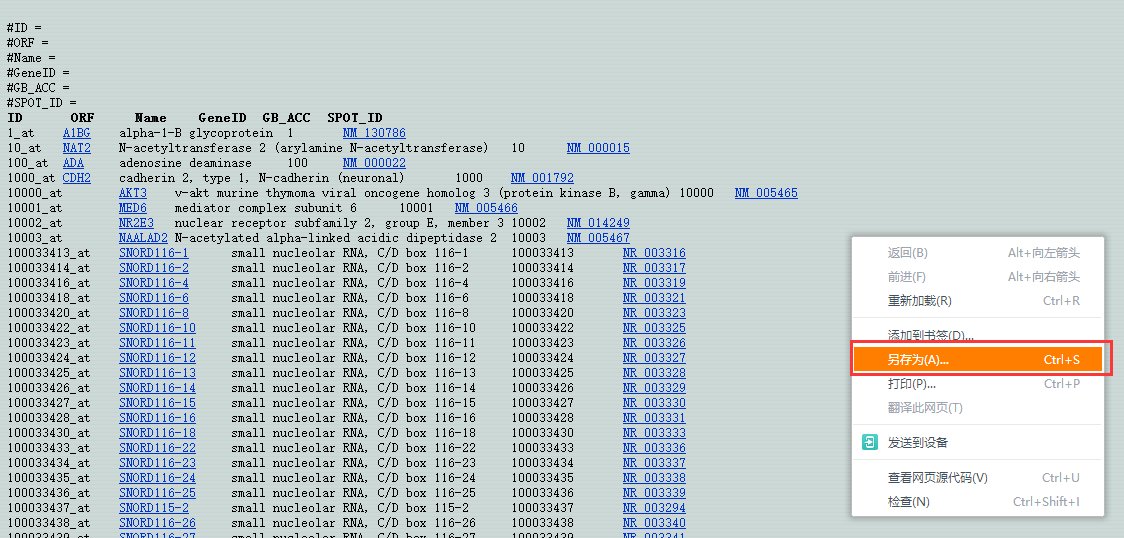 #ID =
#ORF =
#Name =
#GeneID =
#GB_ACC =
#SPOT_ID =
ID ORF Name GeneID GB_ACC SPOT_ID
1_at A1BG alpha-1-B glycoprotein 1 NM_130786
10_at NAT2 N-acetyltransferase 2 (arylamine N-acetyltransferase) 10 NM_000015
100_at ADA adenosine deaminase 100 NM_000022
1000_at CDH2 cadherin 2, type 1, N-cadherin (neuronal) 1000 NM_001792
10000_at AKT3 v-akt murine thymoma viral oncogene homolog 3 (protein kinase B, gamma) 10000 NM_005465
10001_at MED6 mediator complex subunit 6 10001 NM_005466
10002_at NR2E3 nuclear receptor subfamily 2, group E, member 3 10002 NM_014249
10003_at NAALAD2 N-acetylated alpha-linked acidic dipeptidase 2 10003 NM_005467
100033413_at SNORD116-1 small nucleolar RNA, C/D box 116-1 100033413 NR_003316
100033414_at SNORD116-2 small nucleolar RNA, C/D box 116-2 100033414 NR_003317
100033416_at SNORD116-4 small nucleolar RNA, C/D box 116-4 100033416 NR_003319
100033418_at SNORD116-6 small nucleolar RNA, C/D box 116-6 100033418 NR_003321
100033420_at SNORD116-8 small nucleolar RNA, C/D box 116-8 100033420 NR_003323
100033422_at SNORD116-10 small nucleolar RNA, C/D box 116-10 100033422 NR_003325
100033423_at SNORD116-11 small nucleolar RNA, C/D box 116-11 100033423 NR_003326
100033424_at SNORD116-12 small nucleolar RNA, C/D box 116-12 100033424 NR_003327
100033425_at SNORD116-13 small nucleolar RNA, C/D box 116-13 100033425 NR_003328
100033426_at SNORD116-14 small nucleolar RNA, C/D box 116-14 100033426 NR_003329
100033427_at SNORD116-15 small nucleolar RNA, C/D box 116-15 100033427 NR_003330
100033428_at SNORD116-16 small nucleolar RNA, C/D box 116-16 100033428 NR_003331
100033430_at SNORD116-18 small nucleolar RNA, C/D box 116-18 100033430 NR_003333
100033433_at SNORD116-22 small nucleolar RNA, C/D box 116-22 100033433 NR_003336
100033434_at SNORD116-23 small nucleolar RNA, C/D box 116-23 100033434 NR_003337
100033435_at SNORD116-24 small nucleolar RNA, C/D box 116-24 100033435 NR_003338
100033436_at SNORD116-25 small nucleolar RNA, C/D box 116-25 100033436 NR_003339
100033437_at SNORD115-2 small nucleolar RNA, C/D box 115-2 100033437 NR_003294
100033438_at SNORD116-26 small nucleolar RNA, C/D box 116-26 100033438 NR_003340
100033439_at SNORD116-27 small nucleolar RNA, C/D box 116-27 100033439 NR_003341
返回(B) Alt+向左箭头
前进(F) Alt+向右箭头
重新加载(R) Ctrl+R
添加到书签(D)...
另存为(A)... Ctrl+S
打印(P)... Ctrl+P
翻译此网页(T)
发送到设备
查看网页源代码(V) Ctrl+U
检查(N) Ctrl+Shift+I